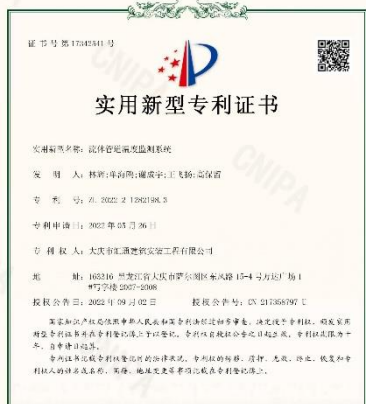 证书号第17342341号
CNIPA
实用新型专利证书
实用新型名称：流体管道温度监测系统
CNIPA
发 明 人：林辉;单海鸥;谢成宇;王飞扬;高保雷
专 利 号：ZL 2022 2 1282198.3
专利申请日：2022年05月26日
专 利 权 人：大庆市汇通建筑安装工程有限公司
地 址：163316 黑龙江省大庆市萨尔图区东风路15-4号万达广场1
#写字楼2007-2008
授权公告日：2022年09月02日 授权公告号：CN 217358797 U
国家知识产权局依照中华人民共和国专利法经过初步审查，决定授予专利权，颁发实用
新型专利证书并在专利登记簿上予以登记。专利权自授权公告之日起生效。专利权期限为十
年，自申请日起算。
专利证书记载专利权登记时的法律状况。专利权的转移、质押、无效、终止、恢复和专
利权人的姓名或名称、国籍、地址变更等事项记载在专利登记簿上。